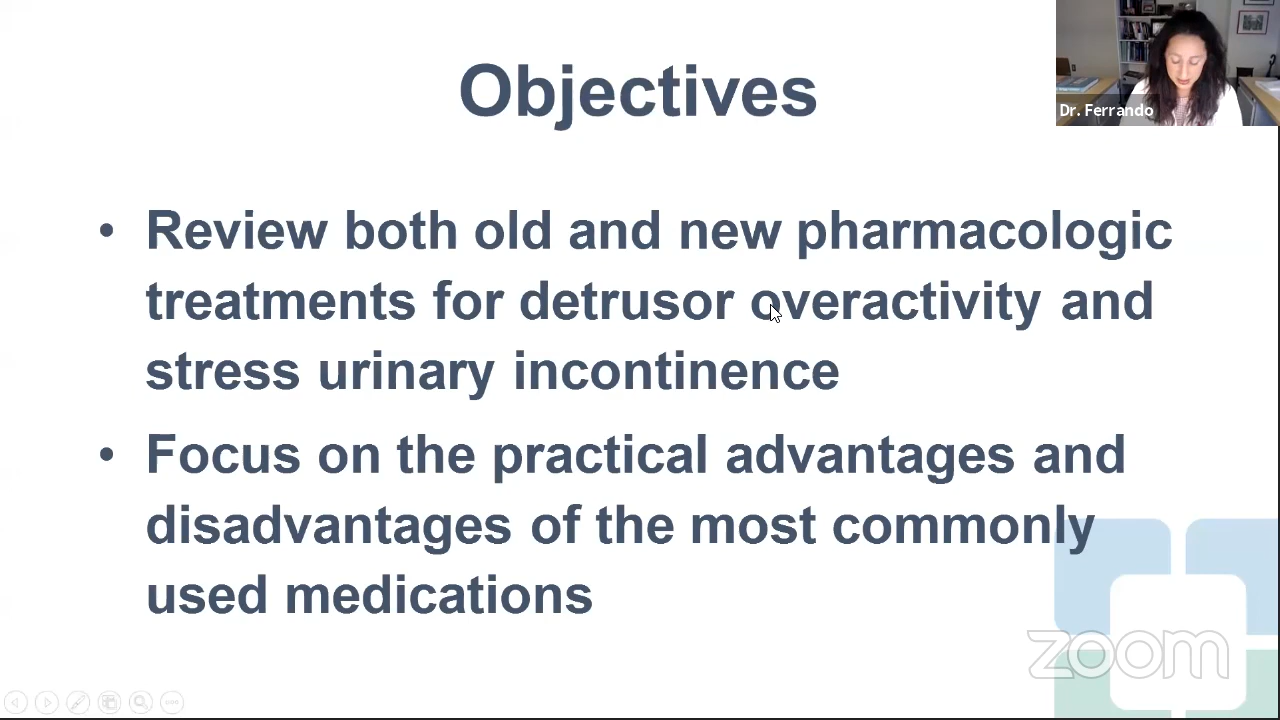 Objectives
Dr. Ferrando
• Review both old and new pharmacologic
treatments for detrusor overactivity and
stress urinary incontinence
• Focus on the practical advantages and
disadvantages of the most commonly
used medications
zoom